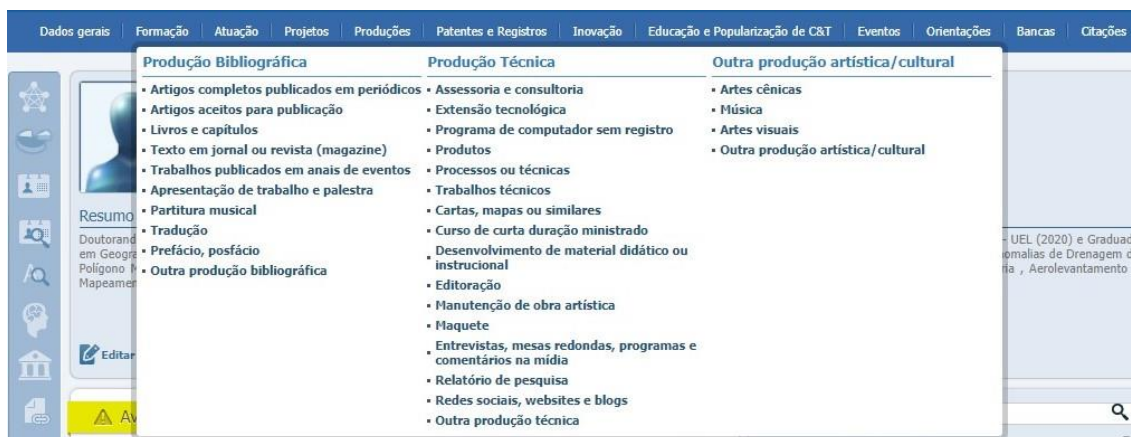 Dados gerais Formação Atuação Projetos Produções Patentes e Registros Inovação Educação e Popularização de C&T Eventos Orientações Bancas Citações
Produção Bibliográfica
Artigos completos publicados em periódicos
Artigos aceitos para publicação
Livros e capítulos
Texto em jornal ou revista (magazine)
Trabalhos publicados em anais de eventos
Apresentação de trabalho e palestra
Partitura musical
Tradução
Prefácio, posfácio
Outra produção bibliográfica
Produção Técnica
Assessoria e consultoria
Extensão tecnológica
Programa de computador sem registro
Produtos
Processos ou técnicas
Trabalhos técnicos
Cartas, mapas ou similares
Curso de curta duração ministrado
Desenvolvimento de material didático ou
instrucional
Editoração
Manutenção de obra artística
Maquete
Entrevistas, mesas redondas, programas e
comentários na mídia
Relatório de pesquisa
Redes sociais, websites e blogs
Outra produção técnica
Outra produção artística/cultural
Artes cênicas
Música
Artes visuais
Outra produção artística/cultural
Resumo
Doutorand
em Geogra
Polígono M
Mapeamen
- UEL (2020) e Graduad
omalias de Drenagem d
ria , Aerolevantamento
Editar
Av